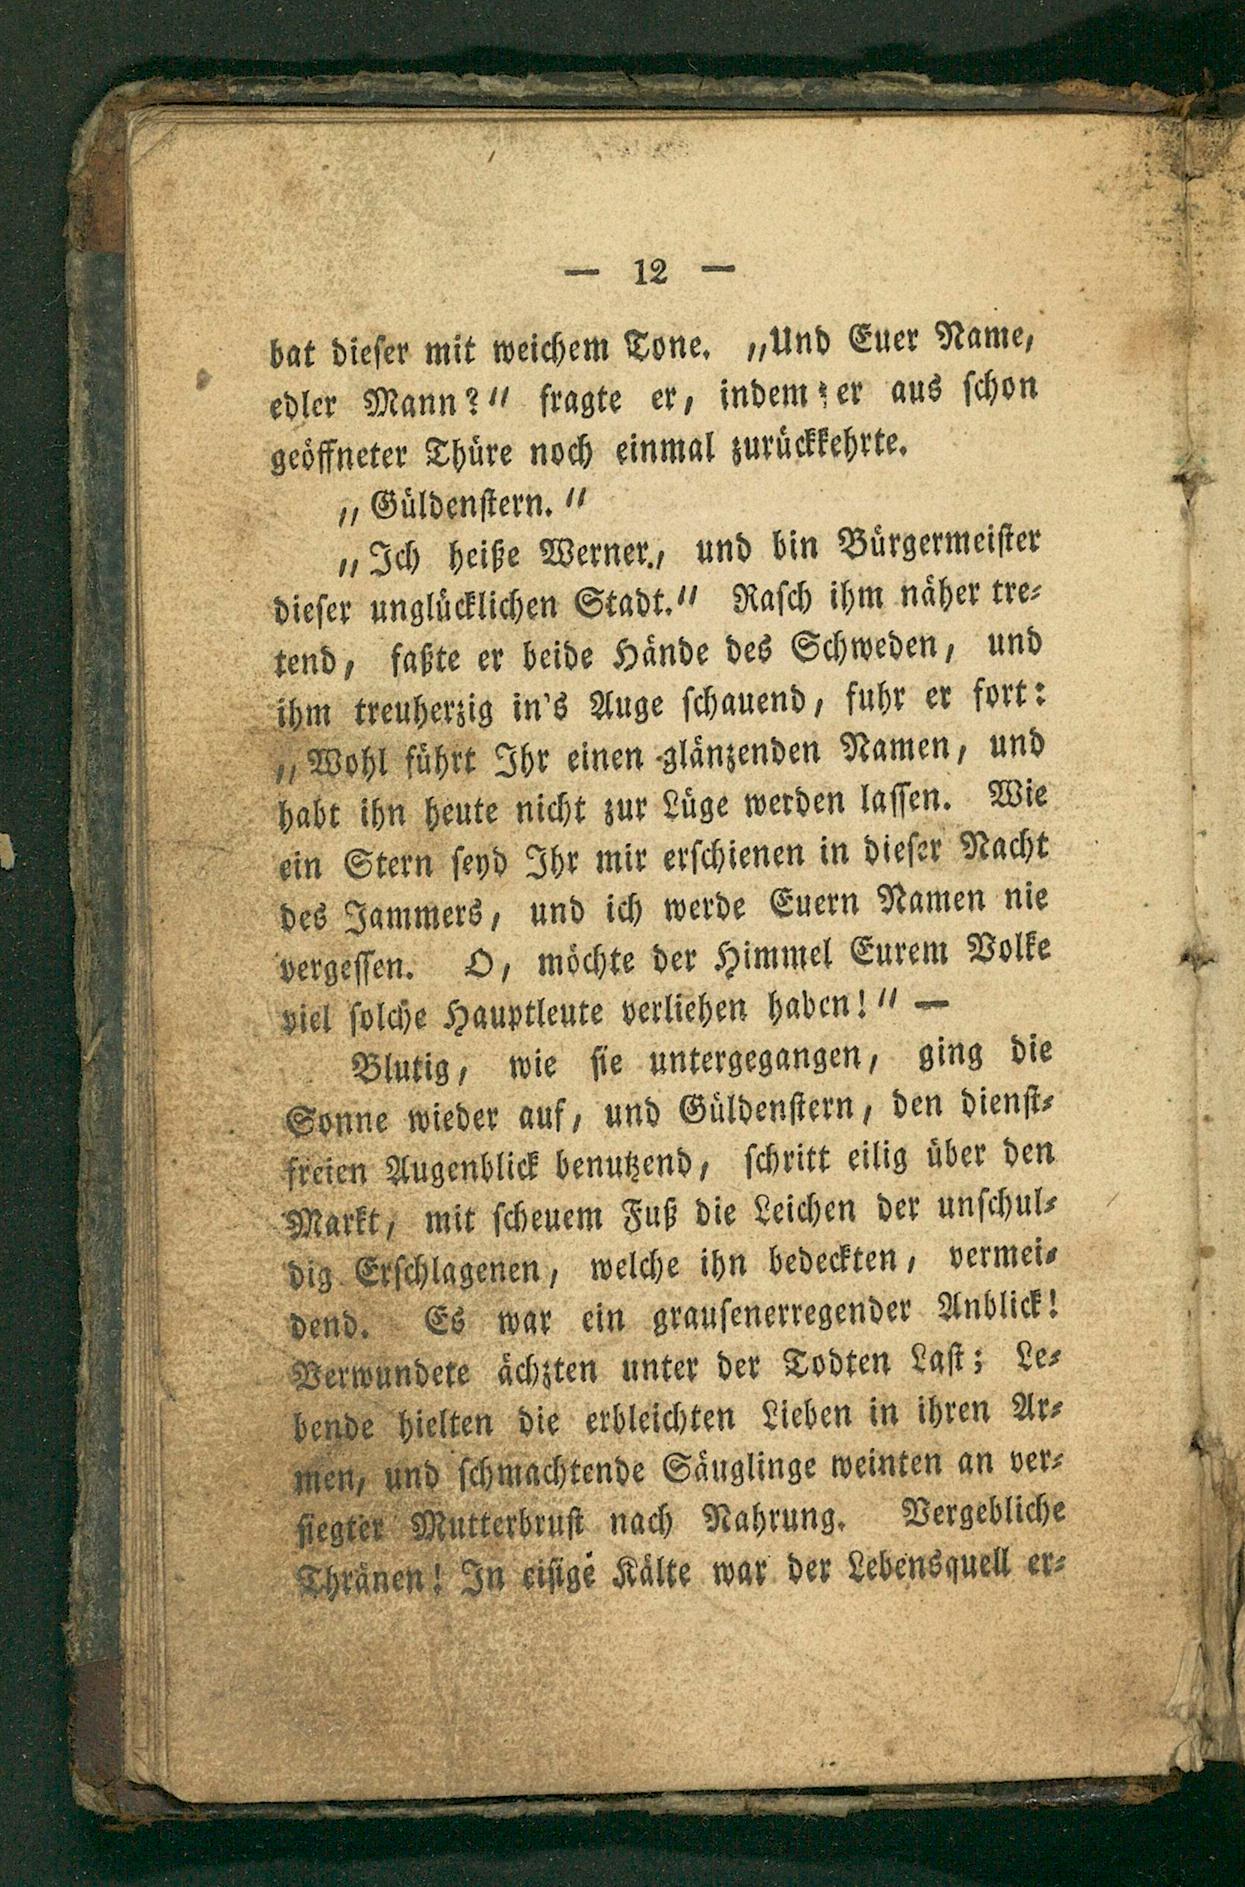 — 12 —
bat dieser mit weichem Tone. „Und Euer Name,
edler Mann?" fragte er, indem er aus schon
geöffneter Thüre noch einmal zurückkehrte.
„Güldenstern."
„Ich heiße Werner, und bin Bürgermeister
dieser unglücklichen Stadt." Rasch ihm näher tre-
tend, faßte er beide Hände des Schweden, und
ihm treuherzig in's Auge schauend, fuhr er fort:
„Wohl führt Ihr einen glänzenden Namen, und
habt ihn heute nicht zur Lüge werden lassen. Wie
ein Stern seyd Ihr mir erschienen in dieser Nacht
des Jammers, und ich werde Euern Namen nie
vergessen. O, möchte der Himmel Eurem Volke
viel solche Hauptleute verliehen haben!" —
Blutig, wie sie untergegangen, ging die
Sonne wieder auf, und Güldenstern, den dienst-
freien Augenblick benutzend, schritt eilig über den
Markt, mit scheuem Fuß die Leichen der unschul-
dig Erschlagenen, welche ihn bedeckten, vermei-
dend. Es war ein grausenerregender Anblick!
Verwundete ächzten unter der Todten Last; Le-
bende hielten die erbleichten Lieben in ihren Ar-
men, und schmachtende Säuglinge weinten an ver-
siegter Mutterbrust nach Nahrung. Vergebliche
Thränen! In eisige Kälte war der Lebensquell er-